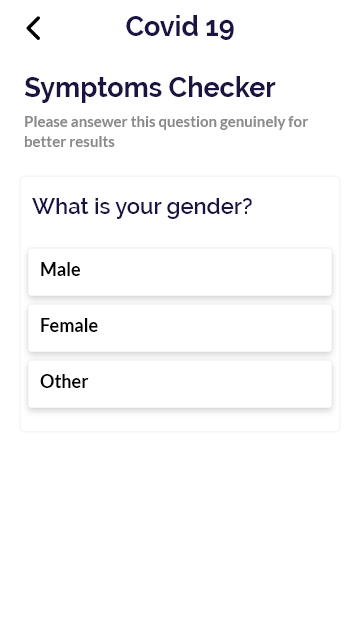 Covid 19
Symptoms Checker
Please ansewer this question genuinely for
better results
What is your gender?
Male
Female
Other